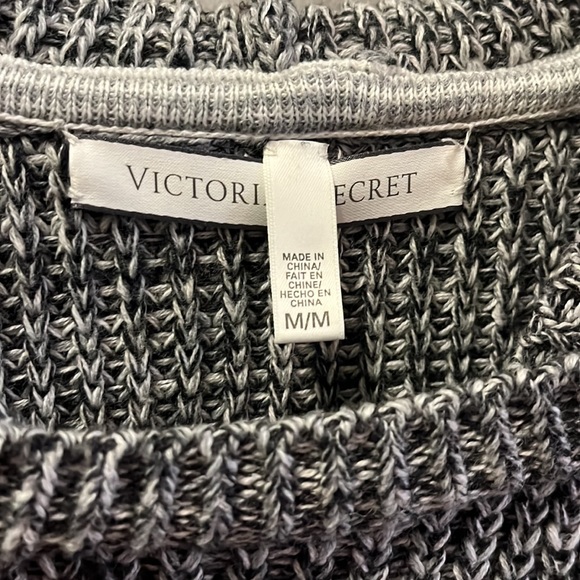 VICTORI ECRET
MADE IN
CHINA/
FAIT EN
CHINE/
HECHO EN
CHINA
M/M